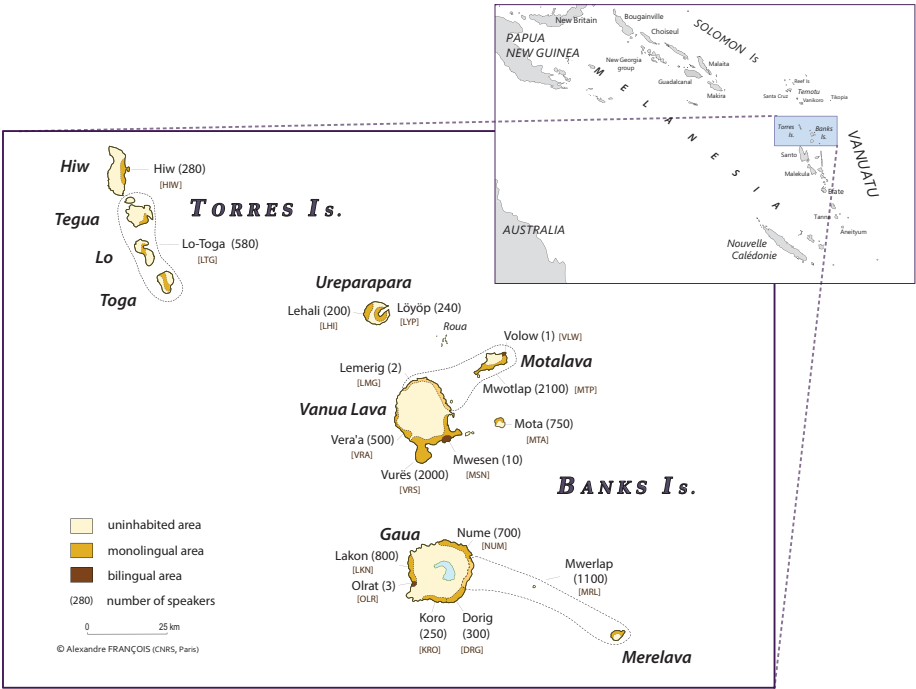 New Britain
Bougainville
Choiseul
SOLOMON Is
PAPUA
NEW GUINEA
New Georgia
group
Malaita
Guadalcanal
Makira
Reef Is
Temotu
Santa Cruz
Vanikoro
Tikopia
MELANESIA
Torres
Is.
Banks
Is.
VANUATU
Santo
Malekula
Efate
Tanna
Aneityum
AUSTRALIA
Nouvelle
Calédonie
Hiw
Hiw (280)
[HIW]
TORRES Is.
Tegua
Lo
Lo-Toga (580)
[LTG]
Toga
Ureparapara
Lehali (200)
[LHI]
Löyöp (240)
[LYP]
Roua
Volow (1) [VLW]
Motalava
Lemerig (2)
[LMG]
Mwotlap (2100) [MTP]
Vanua Lava
Mota (750)
[MTA]
Vera'a (500)
[VRA]
Mwesen (10)
[MSN]
Vurës (2000)
[VRS]
BANKS Is.
Gaua
Nume (700)
[NUM]
Lakon (800)
[LKN]
Olrat (3)
[OLR]
Mwerlap
(1100)
[MRL]
Koro
(250)
[KRO]
Dorig
(300)
[DRG]
Merelava
uninhabited area
monolingual area
bilingual area
(280) number of speakers
0 25 km
© Alexandre FRANÇOIS (CNRS, Paris)